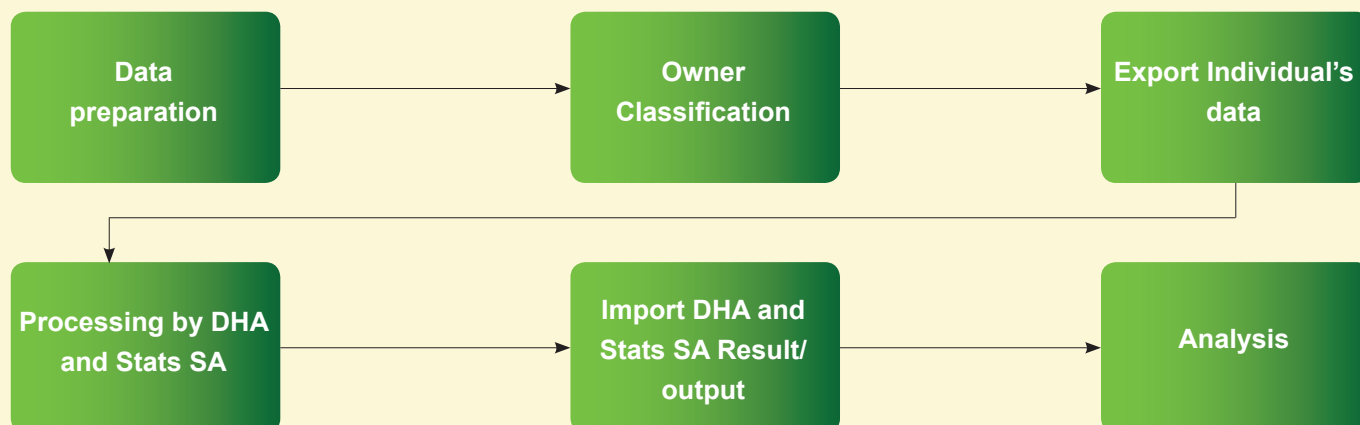 Data
preparation
Owner
Classification
Export Individual’s
data
Processing by DHA
and Stats SA
Import DHA and
Stats SA Result/
output
Analysis